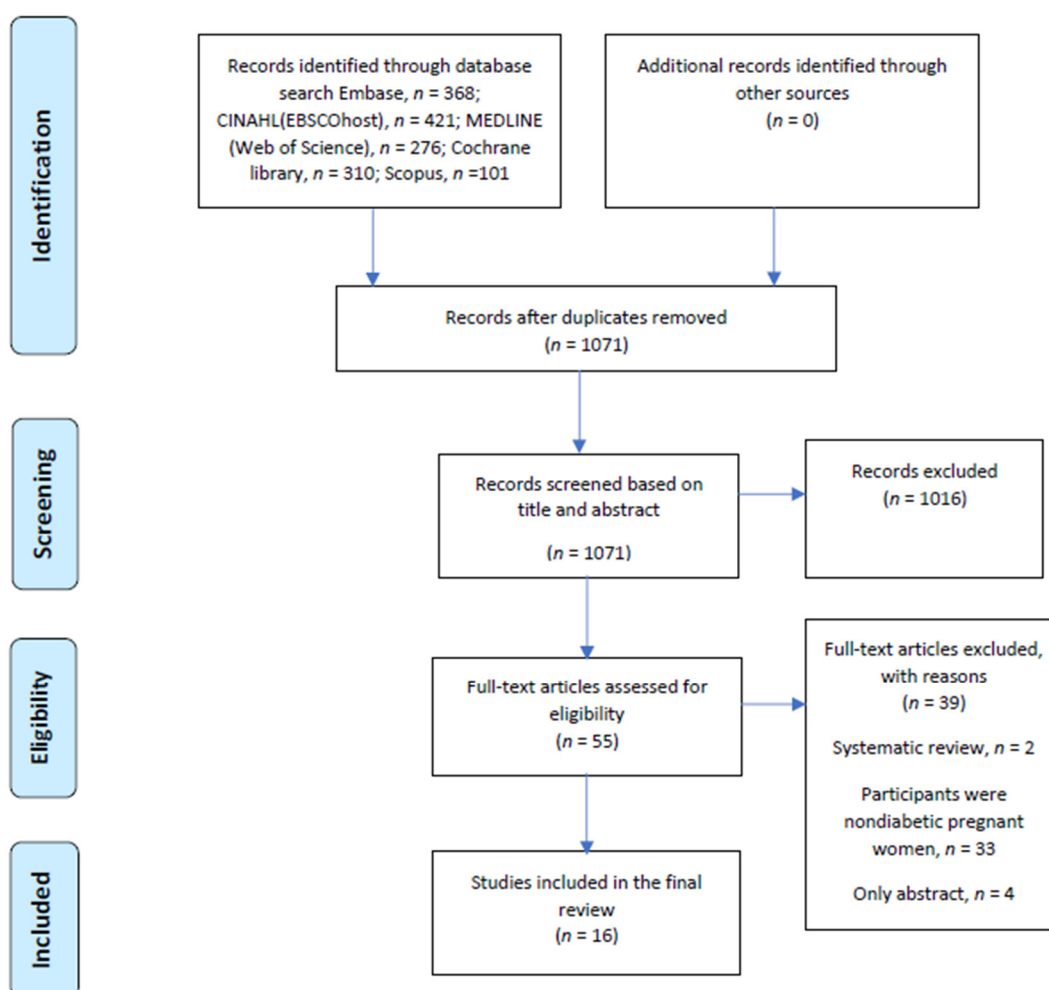 Identification
Records identified through database
search Embase, n = 368;
CINAHL(EBSCOhost), n = 421; MEDLINE
(Web of Science), n = 276; Cochrane
library, n = 310; Scopus, n =101
Additional records identified through
other sources
(n = 0)
Records after duplicates removed
(n = 1071)
Screening
Records screened based on
title and abstract
(n = 1071)
Records excluded
(n = 1016)
Eligibility
Full-text articles assessed for
eligibility
(n = 55)
Full-text articles excluded,
with reasons
(n = 39)
Systematic review, n = 2
Participants were
nondiabetic pregnant
women, n = 33
Only abstract, n = 4
Included
Studies included in the final
review
(n = 16)